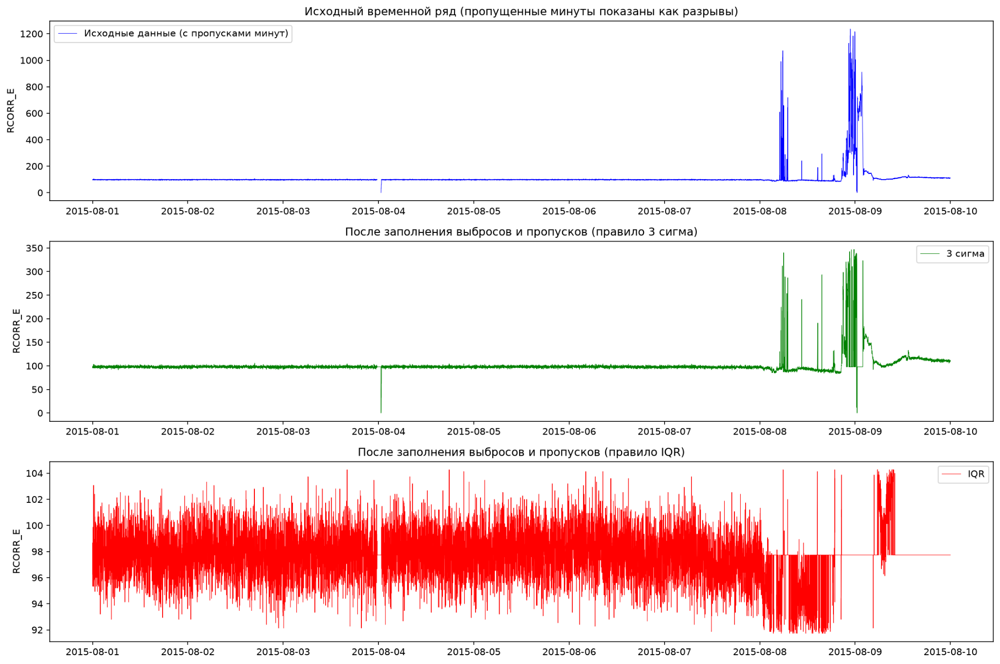 Исходный временной ряд (пропущенные минуты показаны как разрывы)
Исходные данные (с пропусками минут)
RCORR_E
1200
1000
800
600
400
200
0
2015-08-01 2015-08-02 2015-08-03 2015-08-04 2015-08-05 2015-08-06 2015-08-07 2015-08-08 2015-08-09 2015-08-10
После заполнения выбросов и пропусков (правило 3 сигма)
3 сигма
RCORR_E
350
300
250
200
150
100
50
0
2015-08-01 2015-08-02 2015-08-03 2015-08-04 2015-08-05 2015-08-06 2015-08-07 2015-08-08 2015-08-09 2015-08-10
После заполнения выбросов и пропусков (правило IQR)
IQR
RCORR_E
104
102
100
98
96
94
92
2015-08-01 2015-08-02 2015-08-03 2015-08-04 2015-08-05 2015-08-06 2015-08-07 2015-08-08 2015-08-09 2015-08-10